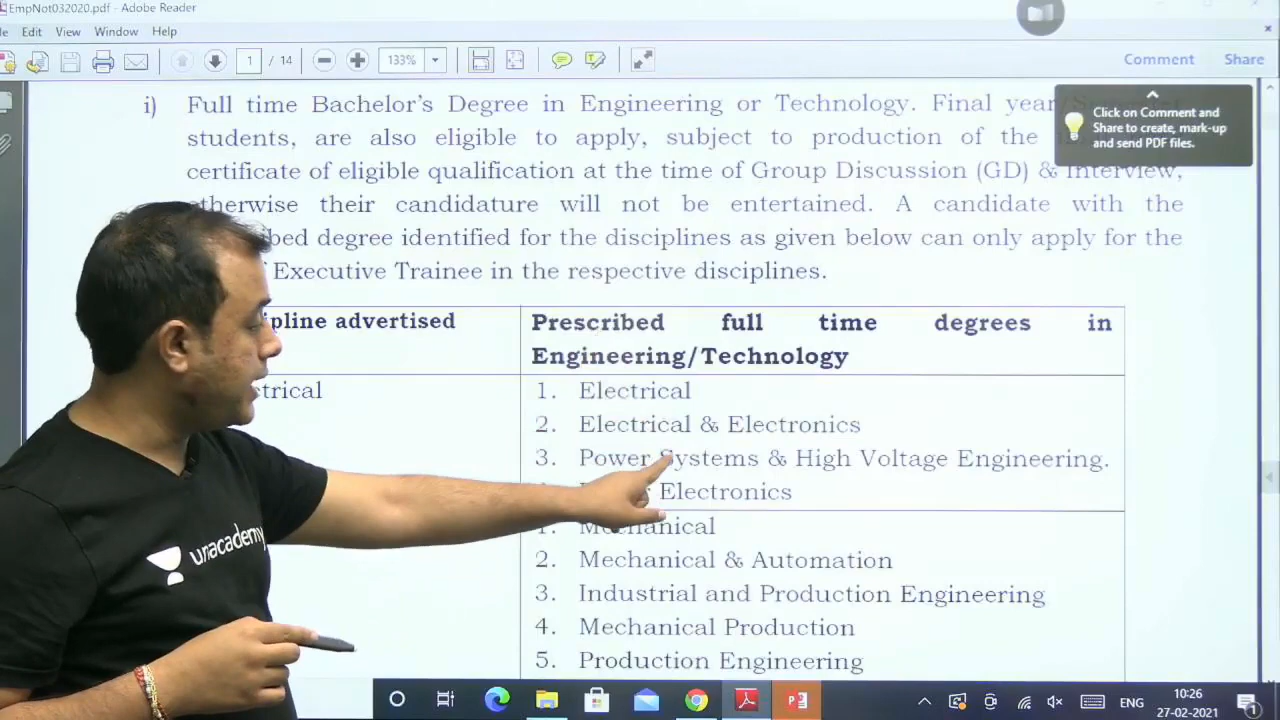 EmpNot032020.pdf - Adobe Reader
Edit View Window Help
1 / 14 133% Comment Share
Click on Comment and
Share to create, mark-up
and send PDF files.
i) Full time Bachelor's Degree in Engineering or Technology. Final year/
students, are also eligible to apply, subject to production of the
certificate of eligible qualification at the time of Group Discussion (GD) & Interview,
otherwise their candidature will not be entertained. A candidate with the
degree identified for the disciplines as given below can only apply for the
Executive Trainee in the respective disciplines.
advertised
Prescribed full time degrees in
Engineering/Technology
1. Electrical
2. Electrical & Electronics
3. Power Systems & High Voltage Engineering.
Electronics
1. Mechanical
2. Mechanical & Automation
3. Industrial and Production Engineering
4. Mechanical Production
5. Production Engineering
unacademy
ENG
10:26
27-02-2021
1